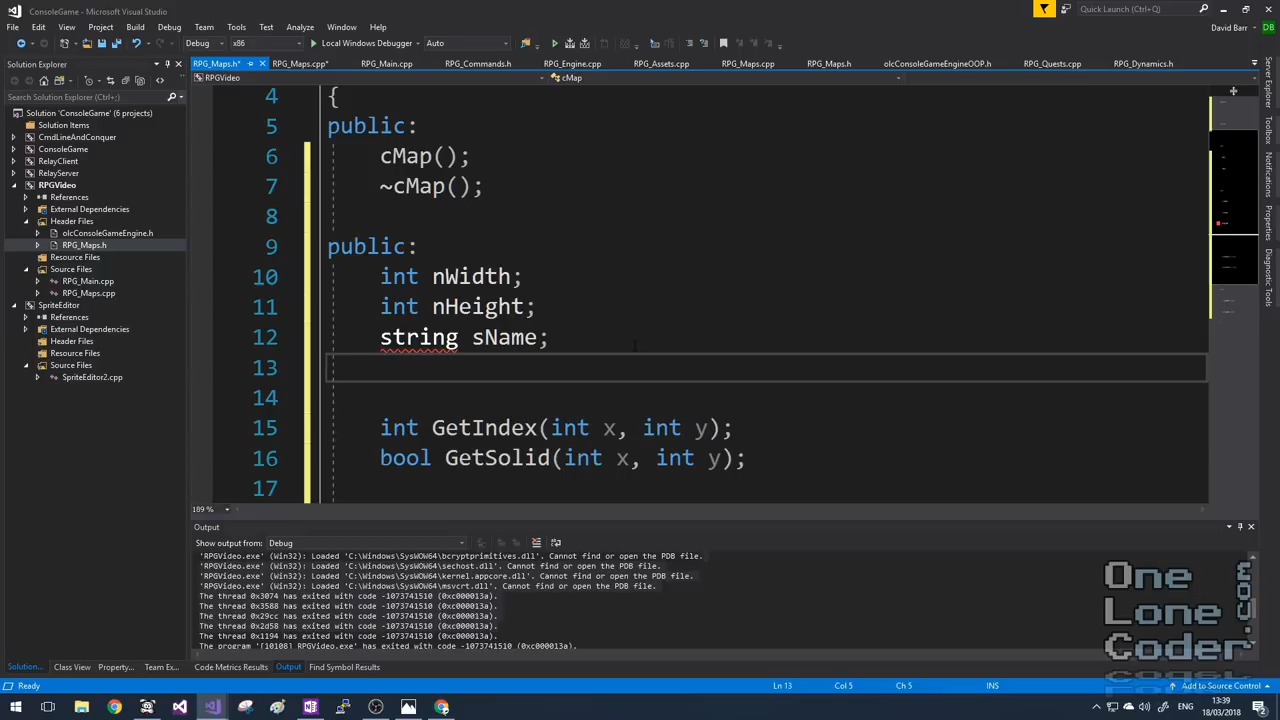 ConsoleGame - Microsoft Visual Studio
Quick Launch (Ctrl+Q)
File Edit View Project Build Debug Team Tools Test Analyze Window Help
David Barr DB
Debug x86 Local Windows Debugger Auto
Solution Explorer
RPG_Maps.h* RPG_Maps.cpp* RPG_Main.cpp RPG_Commands.h RPG_Engine.cpp RPG_Assets.cpp RPG_Maps.cpp RPG_Maps.h olcConsoleGameEngineOOP.h RPG_Quests.cpp RPG_Dynamics.h
RPGVideo cMap
Search Solution Explorer (Ctrl+;)
Solution 'ConsoleGame' (6 projects)
Solution Items
CmdLineAndConquer
ConsoleGame
RelayClient
RelayServer
RPGVideo
References
External Dependencies
Header Files
olcConsoleGameEngine.h
RPG_Maps.h
Resource Files
Source Files
RPG_Main.cpp
RPG_Maps.cpp
SpriteEditor
References
External Dependencies
Header Files
Resource Files
Source Files
SpriteEditor2.cpp
4 {
5 public:
6 cMap();
7 ~cMap();
8
9 public:
10 int nWidth;
11 int nHeight;
12 string sName;
13
14
15 int GetIndex(int x, int y);
16 bool GetSolid(int x, int y);
17
Server Explorer
Toolbox
Notifications
Properties
Diagnostic Tools
189 %
Output
Show output from: Debug
'RPGVideo.exe' (Win32): Loaded 'C:\Windows\SysWOW64\bcryptprimitives.dll'. Cannot find or open the PDB file.
'RPGVideo.exe' (Win32): Loaded 'C:\Windows\SysWOW64\sechost.dll'. Cannot find or open the PDB file.
'RPGVideo.exe' (Win32): Loaded 'C:\Windows\SysWOW64\kernel.appcore.dll'. Cannot find or open the PDB file.
'RPGVideo.exe' (Win32): Loaded 'C:\Windows\SysWOW64\msvcrt.dll'. Cannot find or open the PDB file.
The thread 0x3074 has exited with code -1073741510 (0xc000013a).
The thread 0x3588 has exited with code -1073741510 (0xc000013a).
The thread 0x29cc has exited with code -1073741510 (0xc000013a).
The thread 0x2d58 has exited with code -1073741510 (0xc000013a).
The thread 0x1194 has exited with code -1073741510 (0xc000013a).
The program '[10108] RPGVideo.exe' has exited with code -1073741510 (0xc000013a).
One
Lone
Coder
.com
Solution... Class View Property... Team Ex... Code Metrics Results Output Find Symbol Results
Ready Ln 13 Col 5 Ch 5 INS Add to Source Control
ENG 13:39
18/03/2018
2